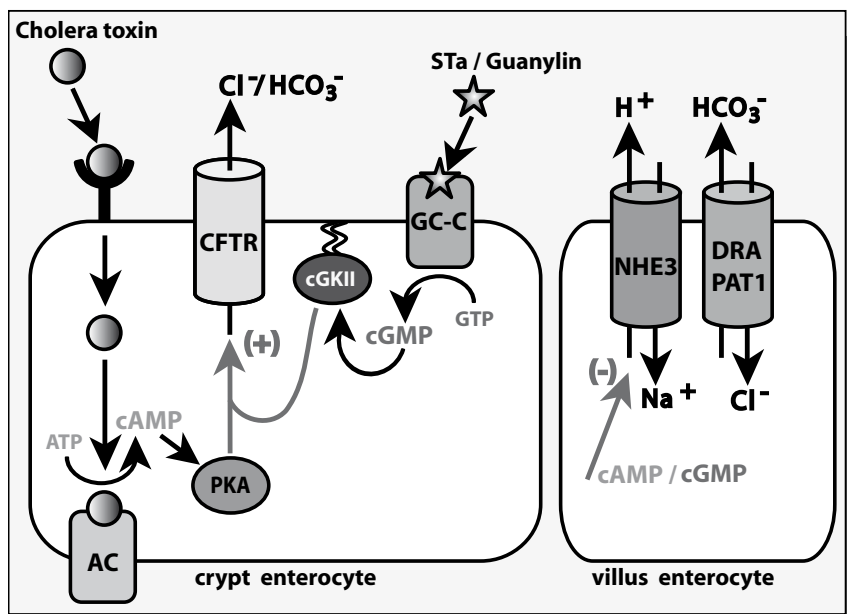 Cholera toxin
Cl⁻/HCO₃⁻
STa / Guanylin
H⁺
HCO₃⁻
CFTR
GC-C
cGKII
NHE3
DRA
PAT1
(+)
cGMP
GTP
(-)
Na⁺
Cl⁻
cAMP
ATP
PKA
cAMP / cGMP
AC
crypt enterocyte
villus enterocyte